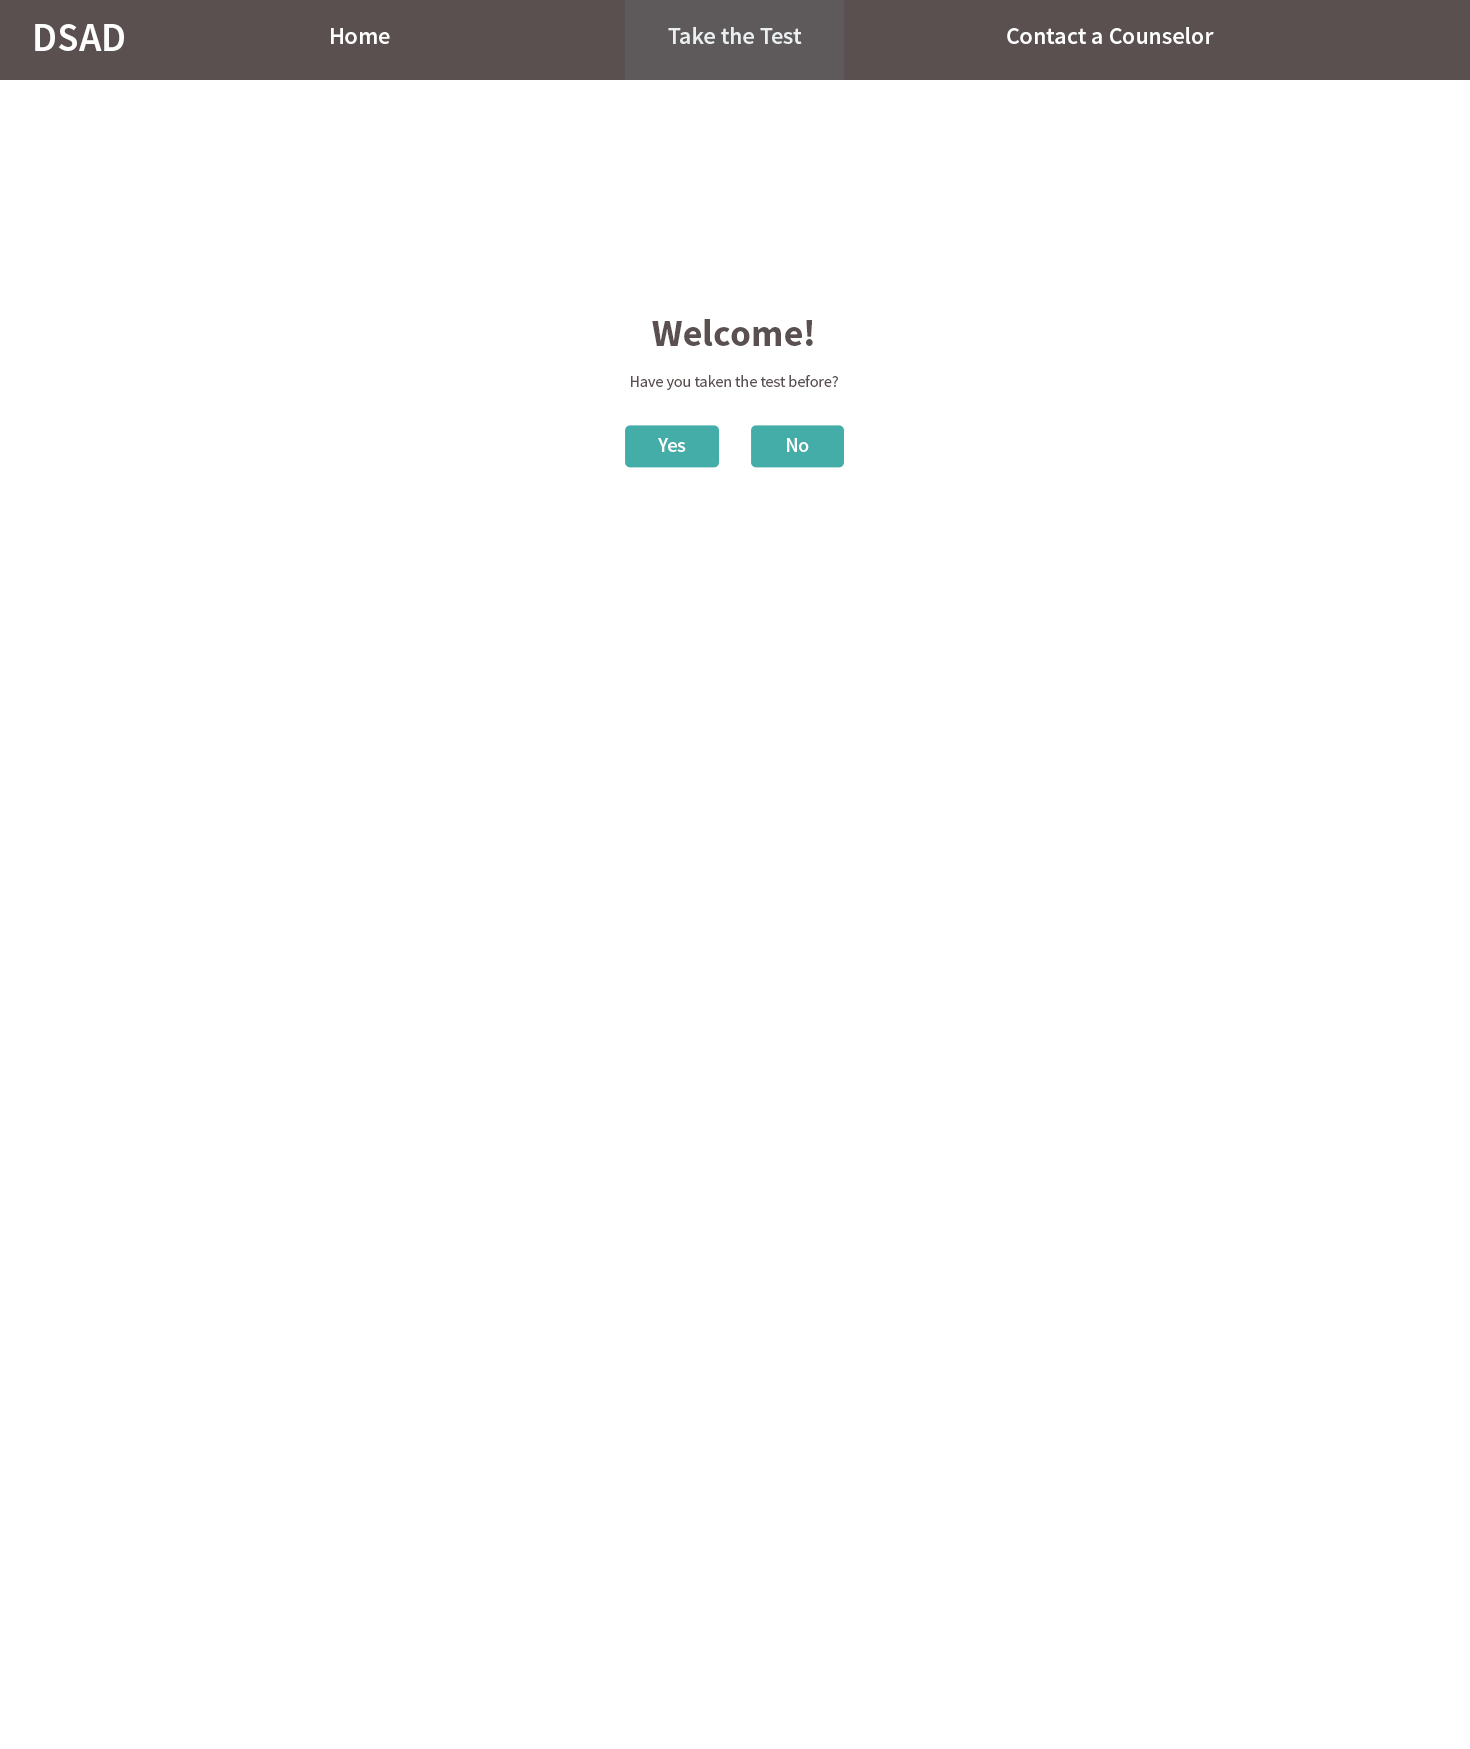 DSAD Home Take the Test Contact a Counselor
Welcome!
Have you taken the test before?
Yes No